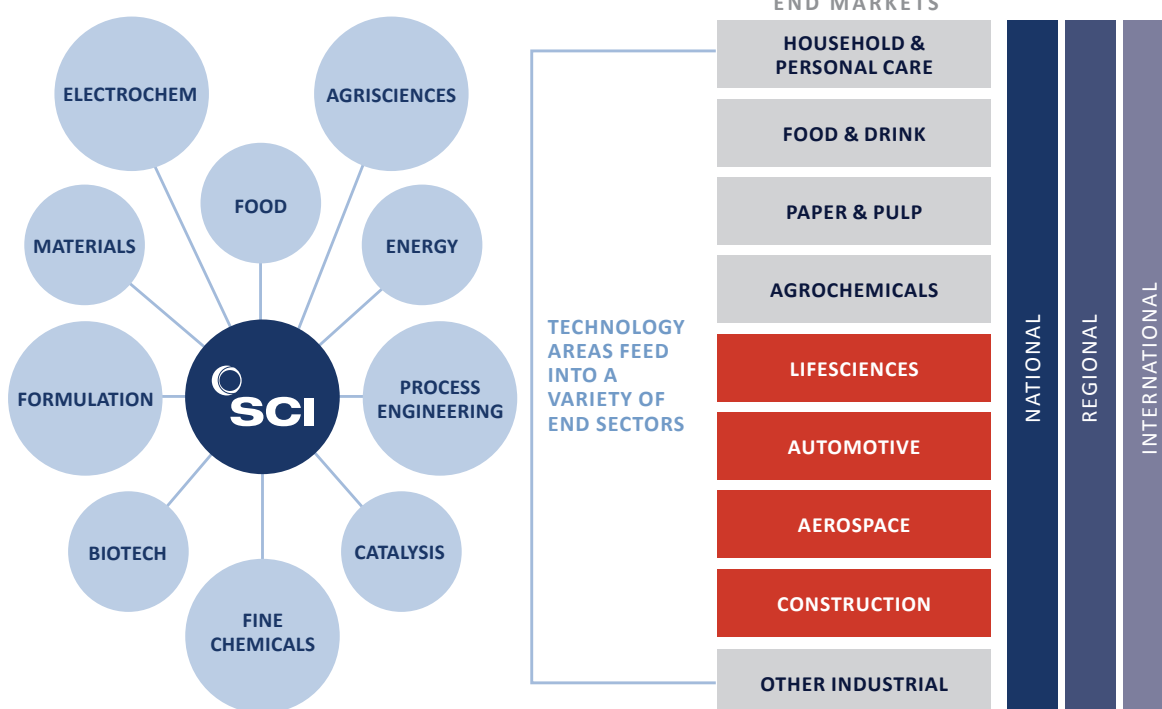 ELECTROCHEM
AGRISCIENCES
FOOD
MATERIALS
ENERGY
FORMULATION
SCI
PROCESS
ENGINEERING
BIOTECH
CATALYSIS
FINE
CHEMICALS
TECHNOLOGY
AREAS FEED
INTO A
VARIETY OF
END SECTORS
END MARKETS
HOUSEHOLD &
PERSONAL CARE
FOOD & DRINK
PAPER & PULP
AGROCHEMICALS
LIFESCIENCES
AUTOMOTIVE
AEROSPACE
CONSTRUCTION
OTHER INDUSTRIAL
NATIONAL
REGIONAL
INTERNATIONAL